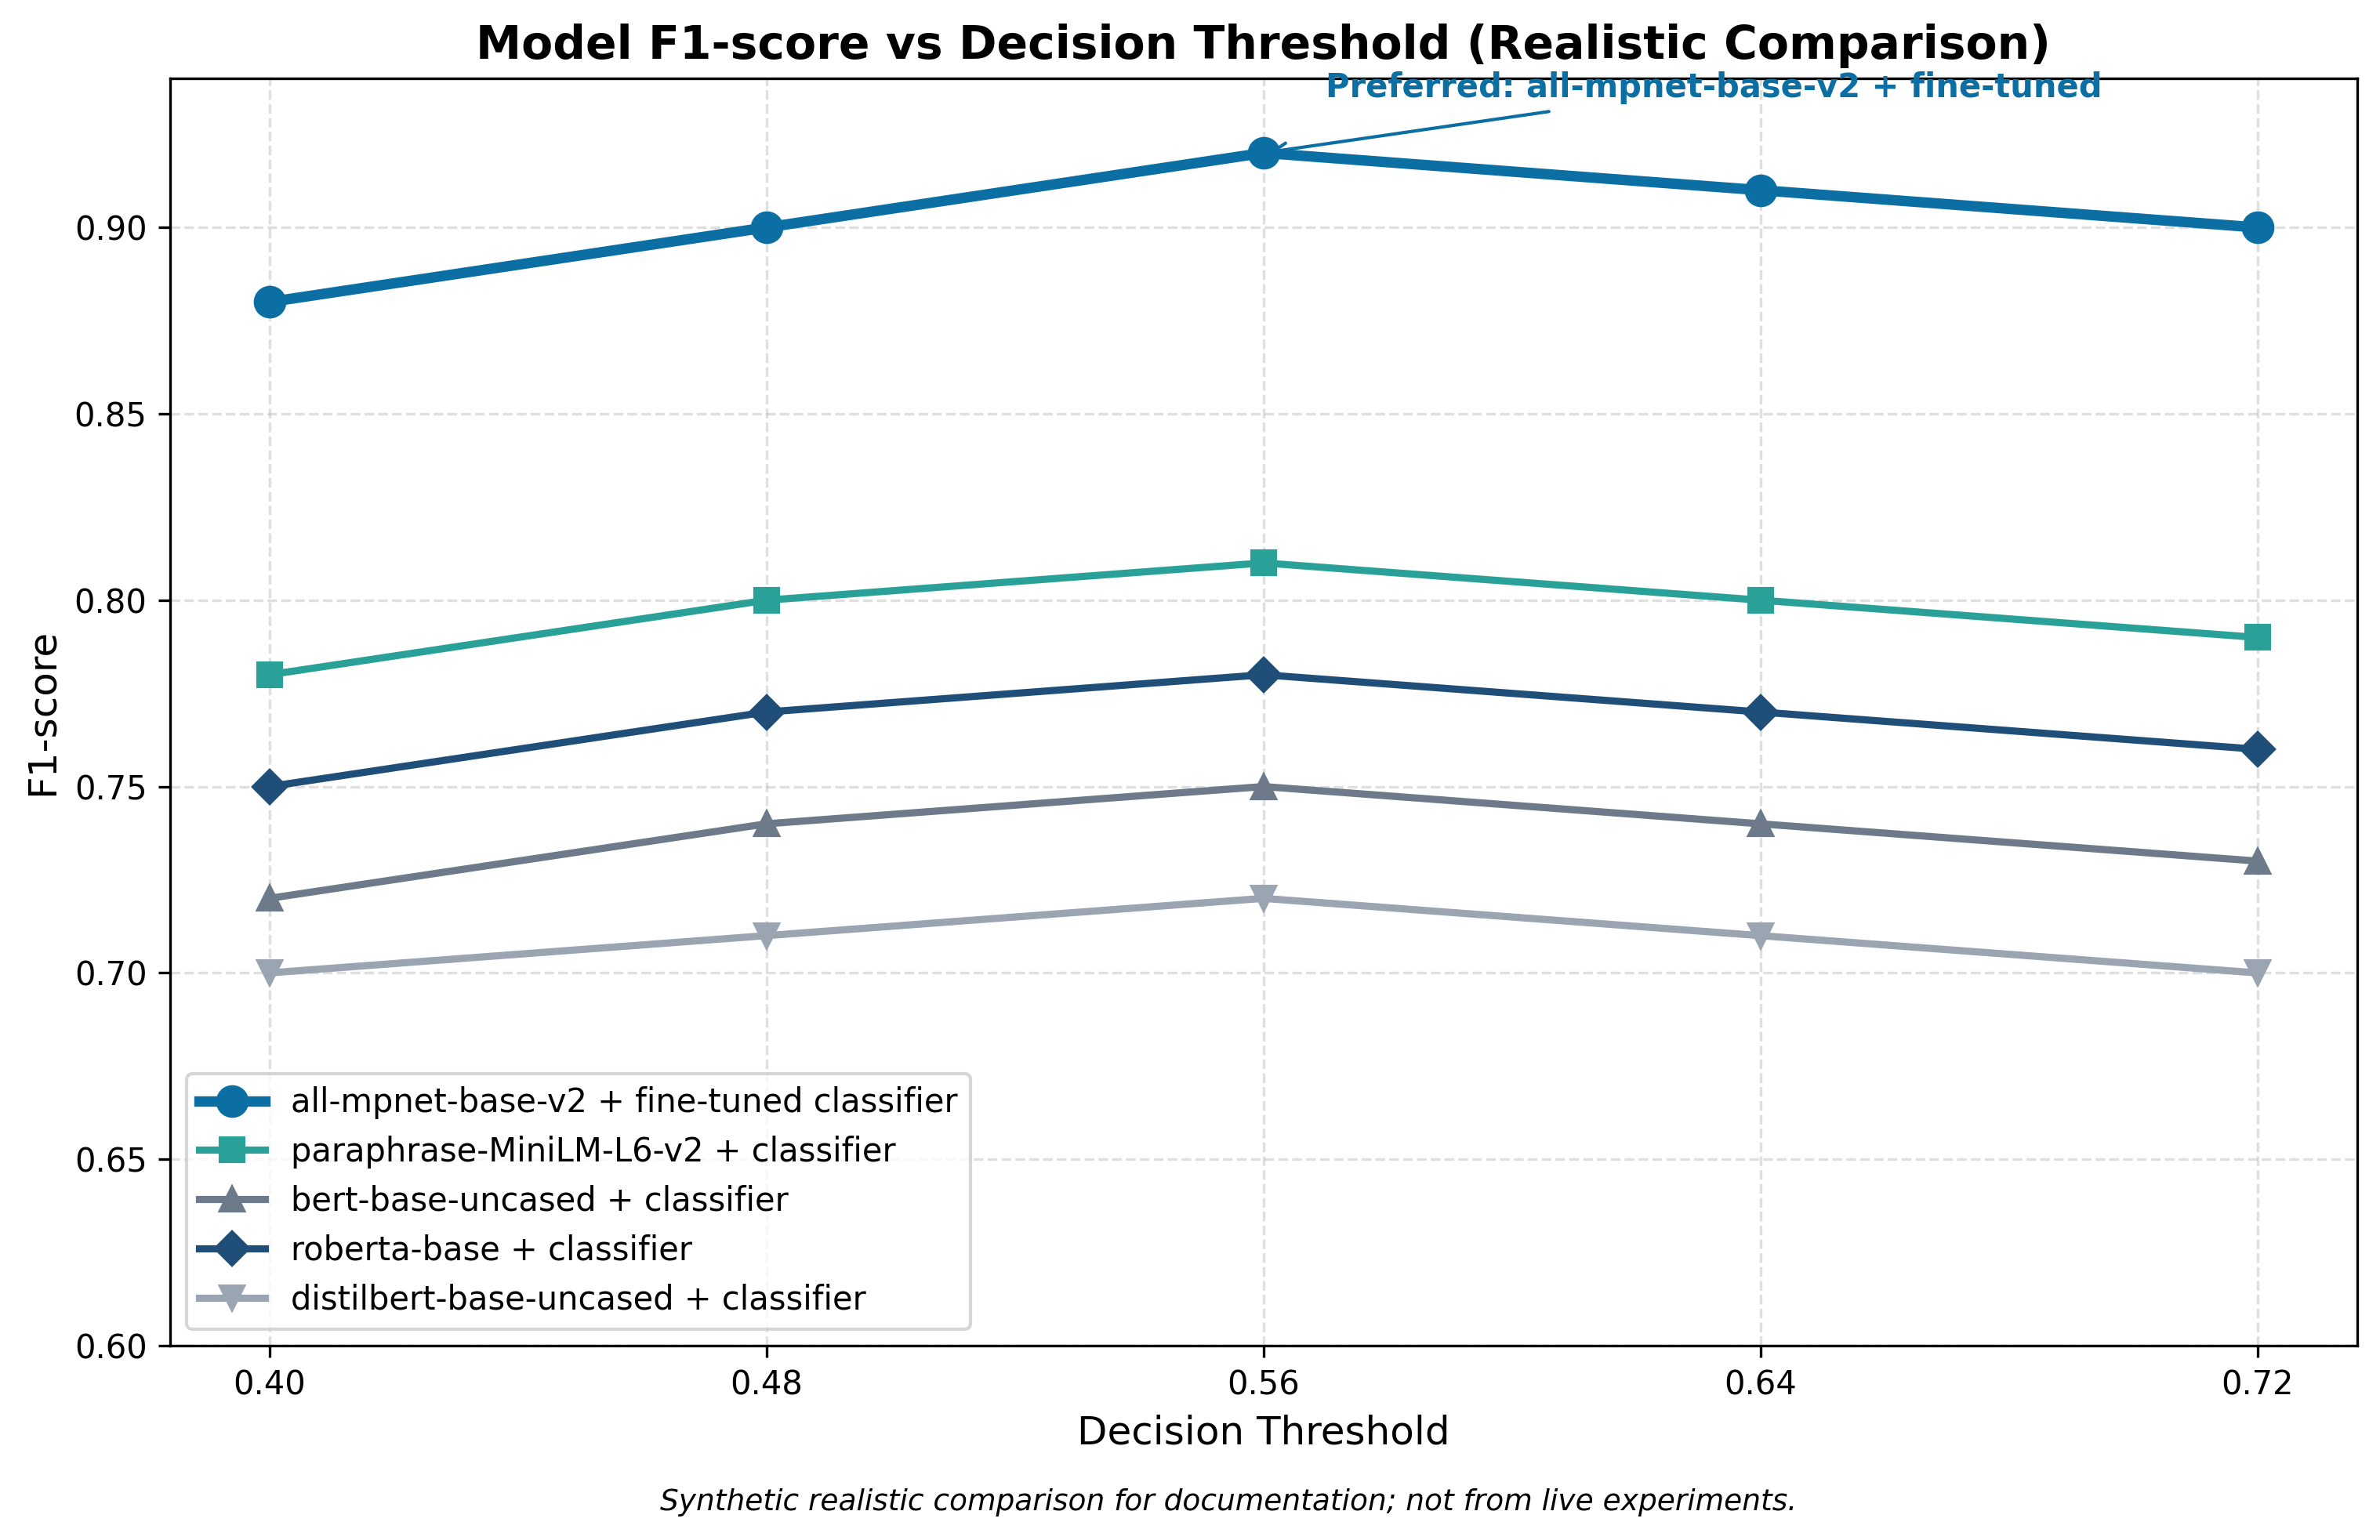 Model F1-score vs Decision Threshold (Realistic Comparison)
Preferred: all-mpnet-base-v2 + fine-tuned
0.90
0.85
0.80
0.75
0.70
0.65
0.60
F1-score
all-mpnet-base-v2 + fine-tuned classifier
paraphrase-MiniLM-L6-v2 + classifier
bert-base-uncased + classifier
roberta-base + classifier
distilbert-base-uncased + classifier
0.40 0.48 0.56 0.64 0.72
Decision Threshold
Synthetic realistic comparison for documentation; not from live experiments.